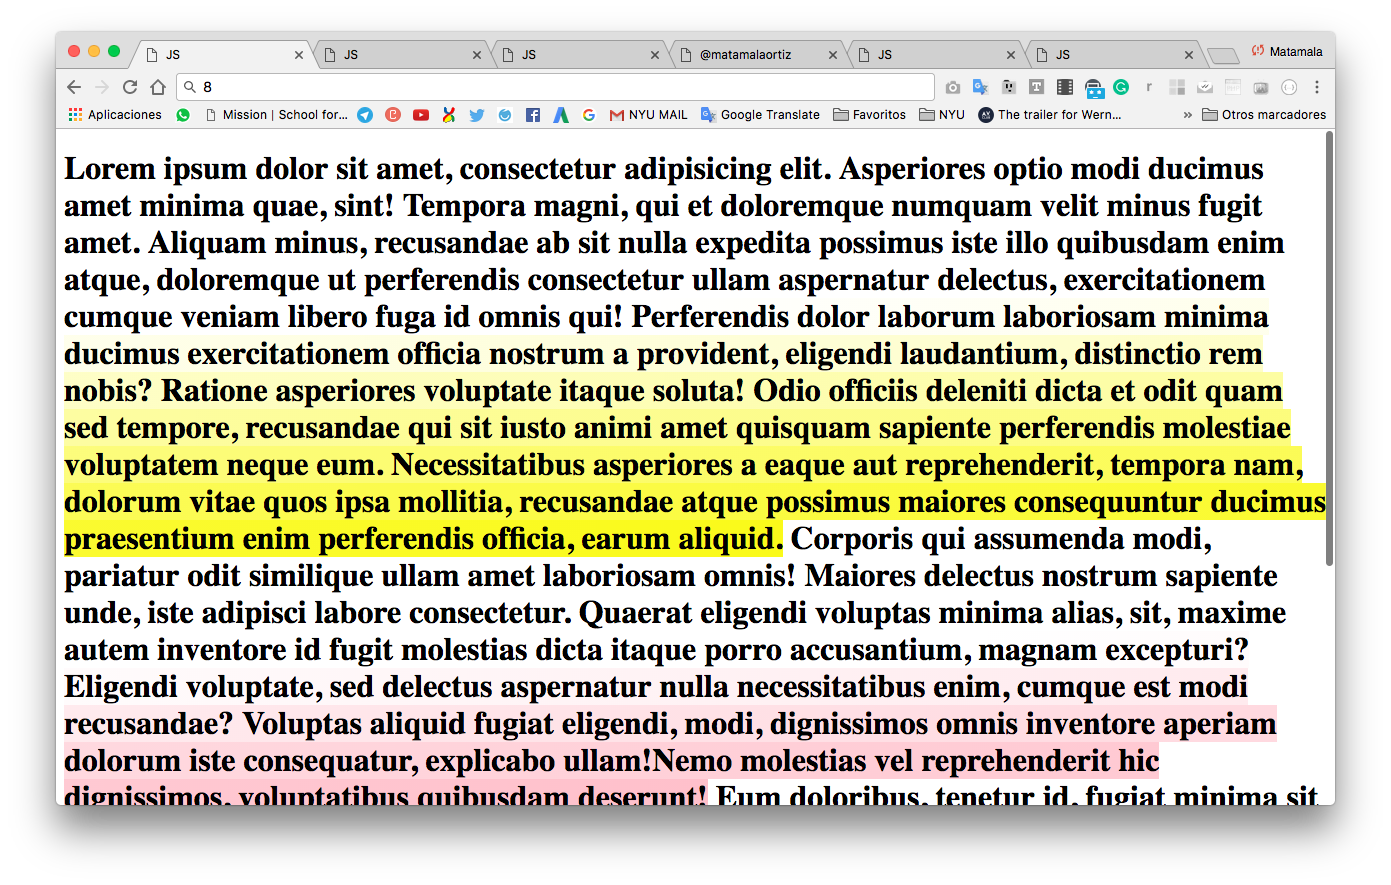 JS
JS
JS
@matamalaortiz
JS
JS
Matamala
8
Aplicaciones
Mission | School for...
NYU MAIL
Google Translate
Favoritos
NYU
The trailer for Wern...
»
Otros marcadores
Lorem ipsum dolor sit amet, consectetur adipisicing elit. Asperiores optio modi ducimus
amet minima quae, sint! Tempora magni, qui et doloremque numquam velit minus fugit
amet. Aliquam minus, recusandae ab sit nulla expedita possimus iste illo quibusdam enim
atque, doloremque ut perferendis consectetur ullam aspernatur delectus, exercitationem
cumque veniam libero fuga id omnis qui! Perferendis dolor laborum laboriosam minima
ducimus exercitationem officia nostrum a provident, eligendi laudantium, distinctio rem
nobis? Ratione asperiores voluptate itaque soluta! Odio officiis deleniti dicta et odit quam
sed tempore, recusandae qui sit iusto animi amet quisquam sapiente perferendis molestiae
voluptatem neque eum. Necessitatibus asperiores a eaque aut reprehenderit, tempora nam,
dolorum vitae quos ipsa mollitia, recusandae atque possimus maiores consequuntur ducimus
praesentium enim perferendis officia, earum aliquid. Corporis qui assumenda modi,
pariatur odit similique ullam amet laboriosam omnis! Maiores delectus nostrum sapiente
unde, iste adipisci labore consectetur. Quaerat eligendi voluptas minima alias, sit, maxime
autem inventore id fugit molestias dicta itaque porro accusantium, magnam excepturi?
Eligendi voluptate, sed delectus aspernatur nulla necessitatibus enim, cumque est modi
recusandae? Voluptas aliquid fugiat eligendi, modi, dignissimos omnis inventore aperiam
dolorum iste consequatur, explicabo ullam!Nemo molestias vel reprehenderit hic
dignissimos, voluptatibus quibusdam deserunt! Eum doloribus, tenetur id, fugiat minima sit